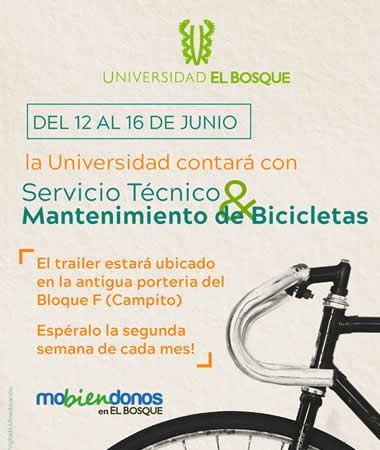 UNIVERSIDAD EL BOSQUE
DEL 12 AL 16 DE JUNIO
la Universidad contará con
Servicio Técnico &
Mantenimiento de Bicicletas
El trailer estará ubicado
en la antigua porteria del
Bloque F (Campito)
Espéralo la segunda
semana de cada mes!
mobiendonos
en EL BOSQUE